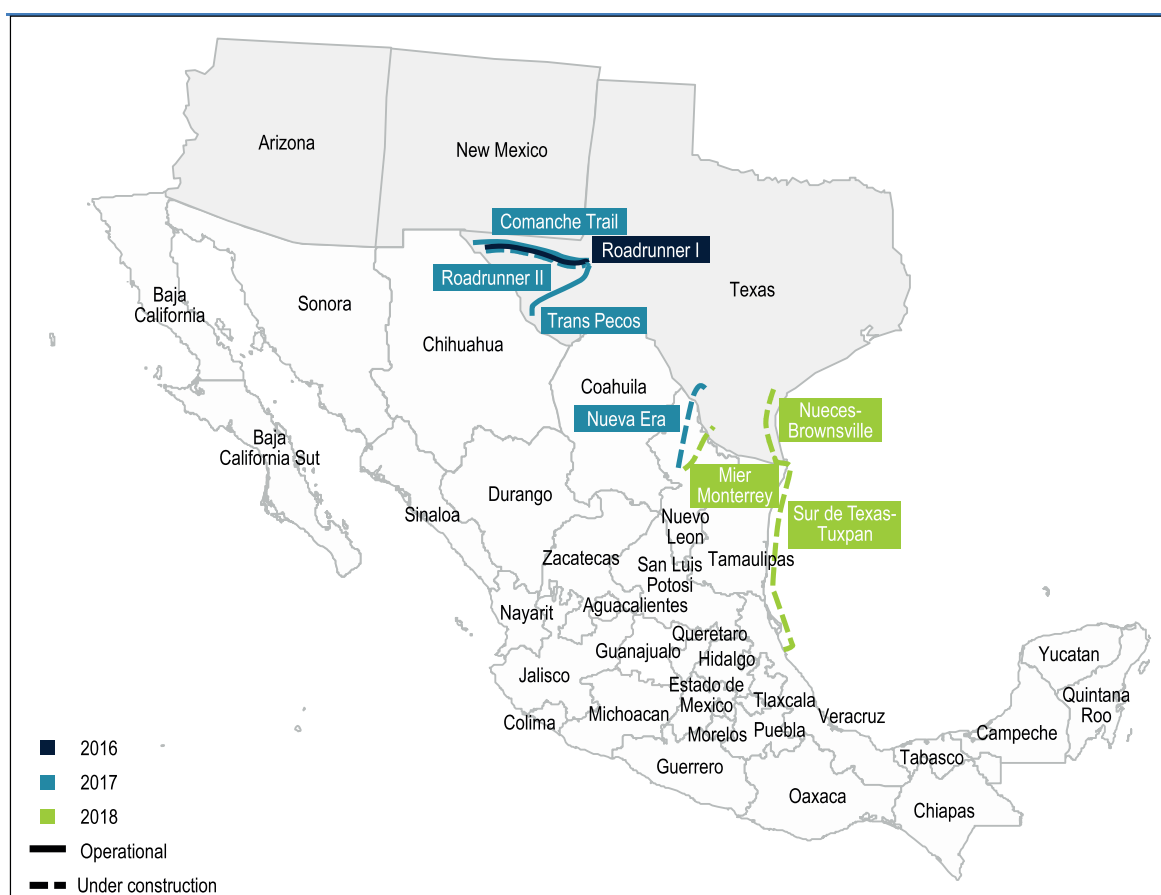 Arizona
New Mexico
Comanche Trail
Roadrunner I
Roadrunner II
Texas
Baja
California
Sonora
Trans Pecos
Chihuahua
Coahuila
Nueva Era
Nueces-
Brownsville
Baja
California Sut
Mier
Monterrey
Durango
Sinaloa
Nuevo
Leon
Sur de Texas-
Tuxpan
Zacatecas
San Luis
Potosi
Tamaulipas
Nayarit
Aguacalientes
Queretaro
Guanajualo
Hidalgo
Yucatan
Jalisco
Estado de
Mexico
Tlaxcala
Quintana
Roo
Colima
Michoacan
Morelos
Puebla
Veracruz
Campeche
Tabasco
Guerrero
Oaxaca
Chiapas
2016
2017
2018
Operational
Under construction